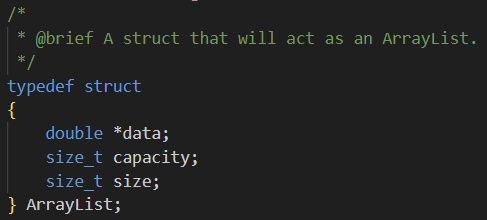 /*
 * @brief A struct that will act as an ArrayList.
 */
typedef struct
{
    double *data;
    size_t capacity;
    size_t size;
} ArrayList;